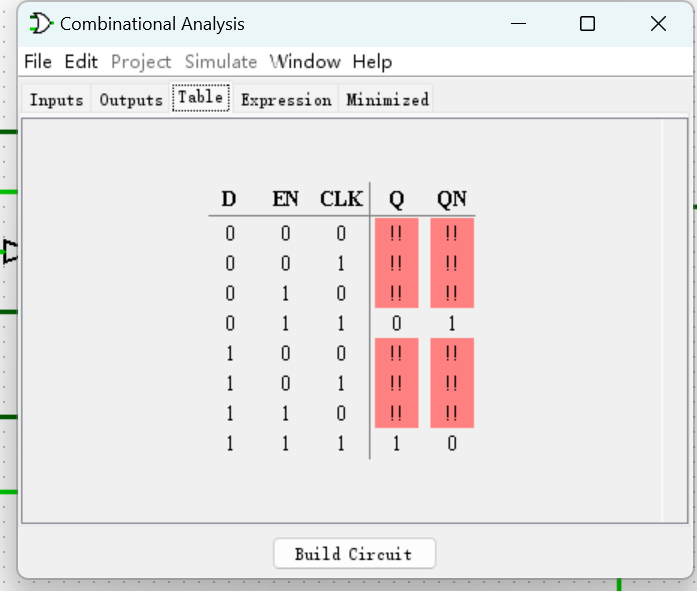 Combinational Analysis
File Edit Project Simulate Window Help
Inputs Outputs Table Expression Minimized
D EN CLK Q QN
0 0 0 !! !!
0 0 1 !! !!
0 1 0 !! !!
0 1 1 0 1
1 0 0 !! !!
1 0 1 !! !!
1 1 0 !! !!
1 1 1 1 0
Build Circuit